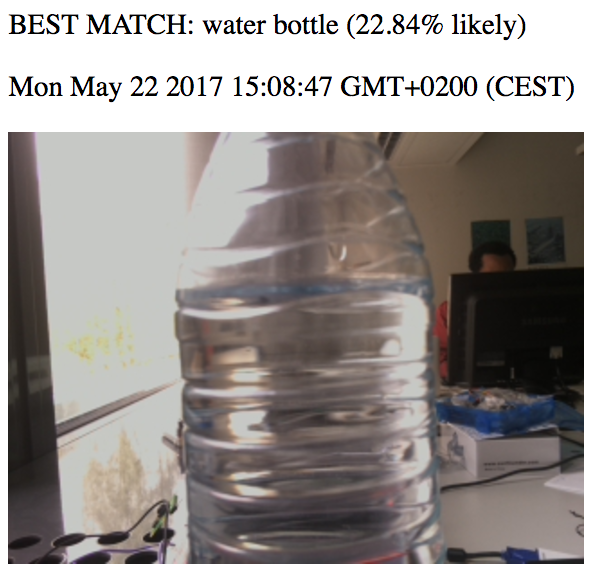 BEST MATCH: water bottle (22.84% likely)
Mon May 22 2017 15:08:47 GMT+0200 (CEST)